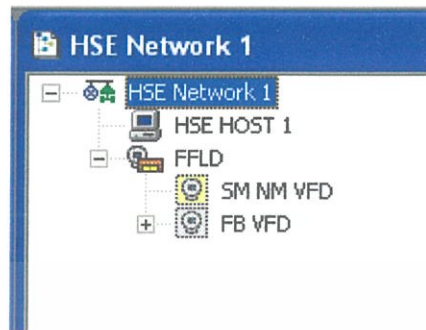 HSE Network 1
HSE Network 1
HSE HOST 1
FFLD
SM NM VFD
FB VFD